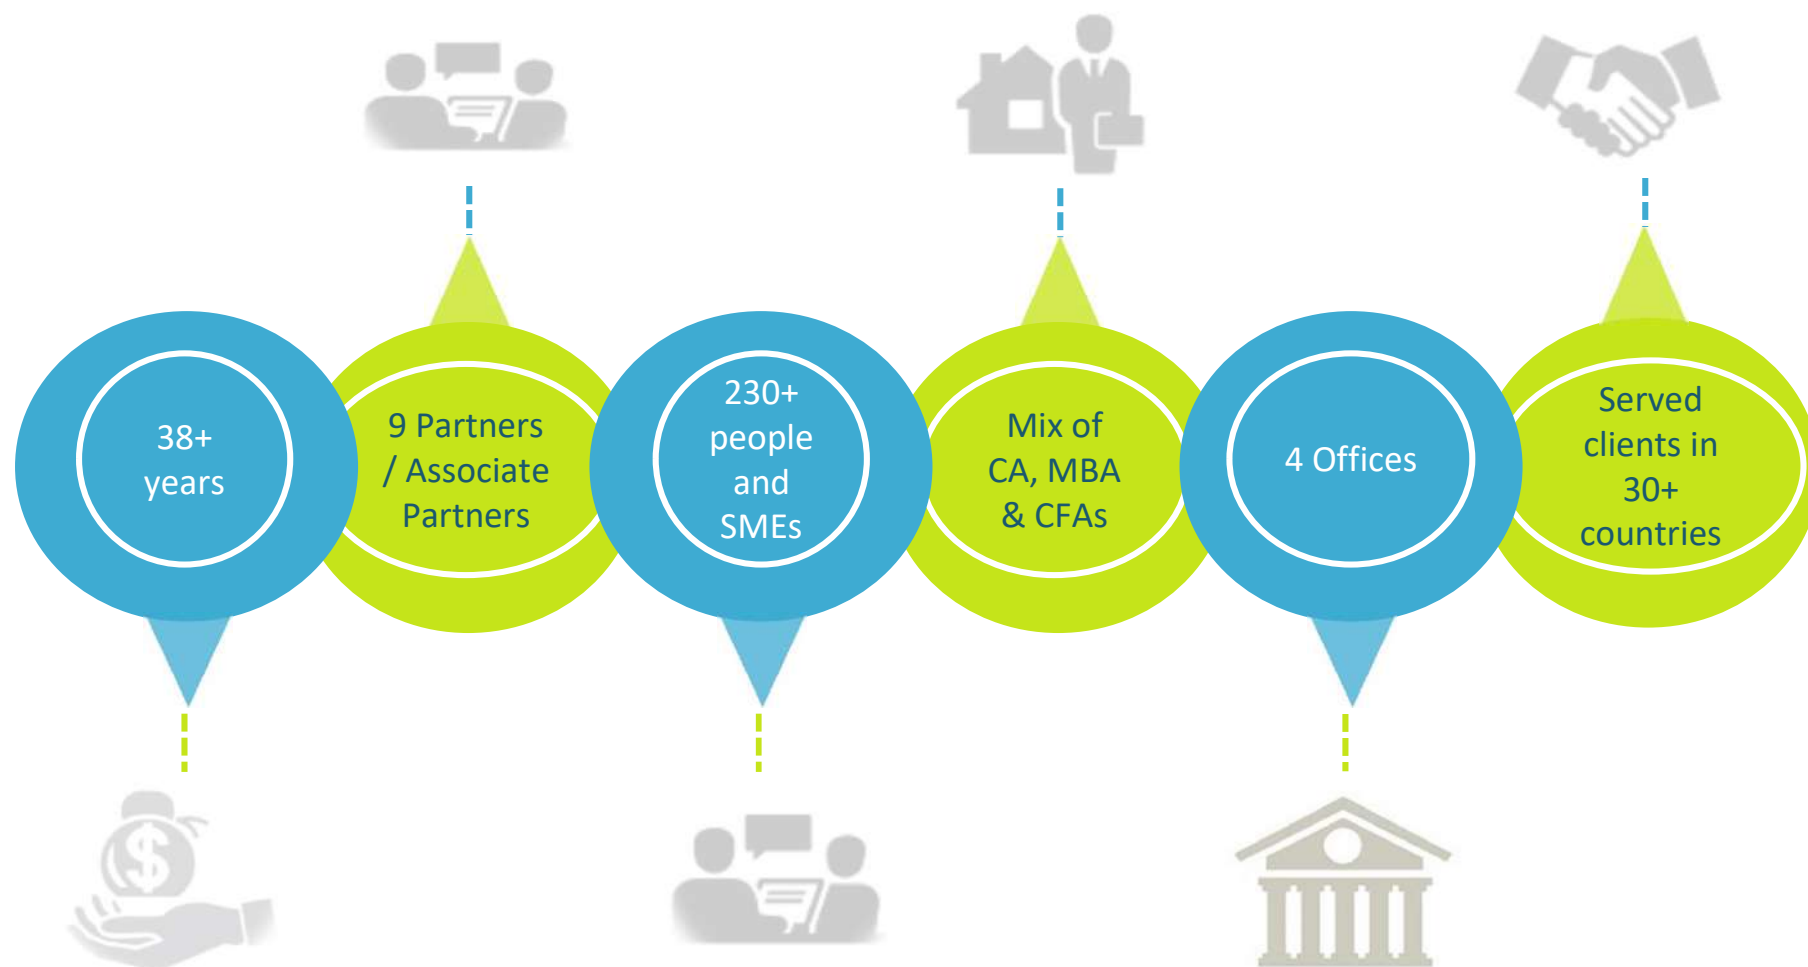 38+
years
9 Partners
/ Associate
Partners
230+
people
and
SMEs
Mix of
CA, MBA
& CFAs
4 Offices
Served
clients in
30+
countries
$